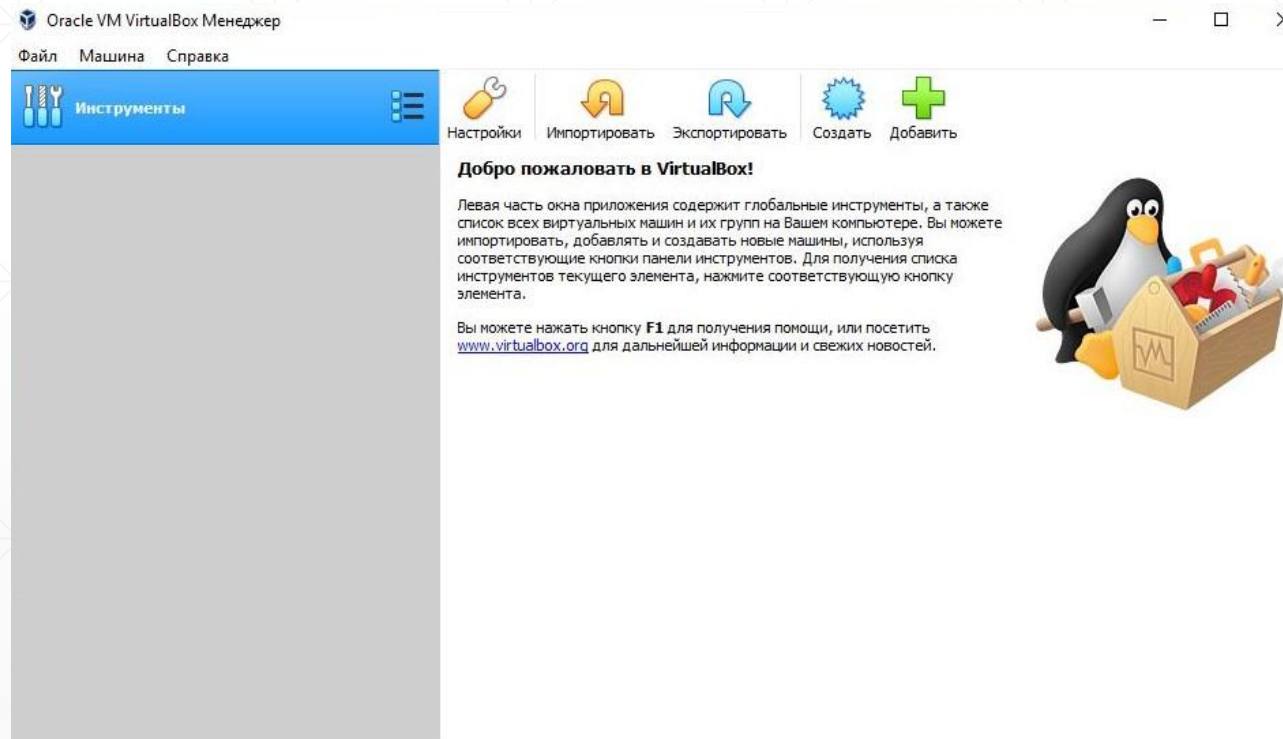 Oracle VM VirtualBox Менеджер
Файл Машина Справка
Инструменты
Настройки Импортировать Экспортировать Создать Добавить
Добро пожаловать в VirtualBox!
Левая часть окна приложения содержит глобальные инструменты, а также
список всех виртуальных машин и их групп на Вашем компьютере. Вы можете
импортировать, добавлять и создавать новые машины, используя
соответствующие кнопки панели инструментов. Для получения списка
инструментов текущего элемента, нажмите соответствующую кнопку
элемента.
Вы можете нажать кнопку F1 для получения помощи, или посетить
www.virtualbox.org для дальнейшей информации и свежих новостей.